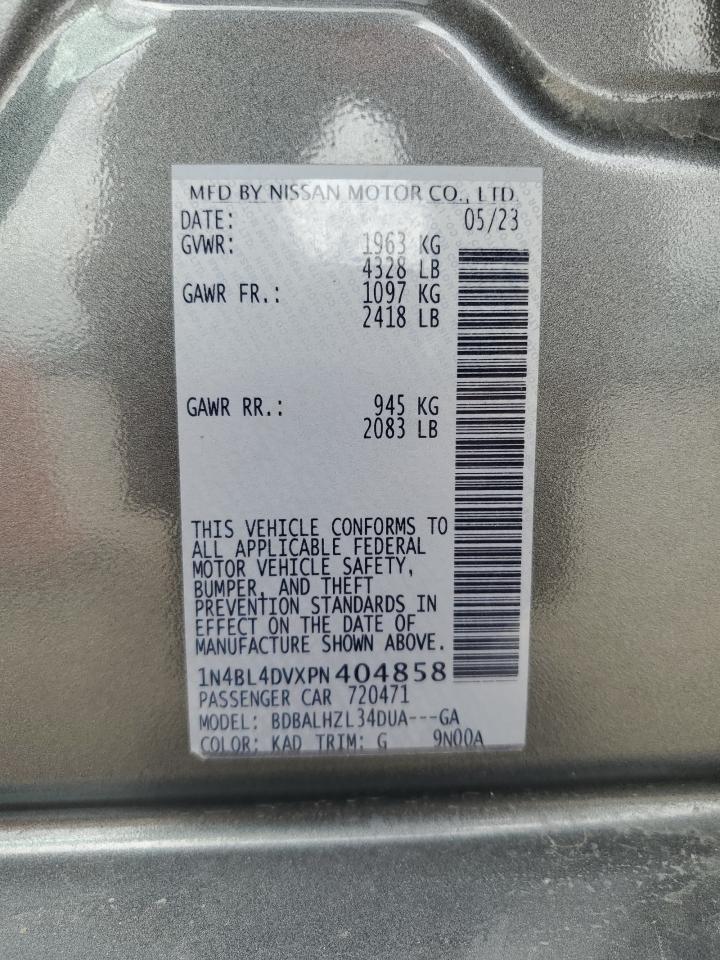 MFD BY NISSAN MOTOR CO., LTD.
DATE: 05/23
GVWR: 1963 KG
4328 LB
GAWR FR.: 1097 KG
2418 LB
GAWR RR.: 945 KG
2083 LB
THIS VEHICLE CONFORMS TO
ALL APPLICABLE FEDERAL
MOTOR VEHICLE SAFETY,
BUMPER, AND THEFT
PREVENTION STANDARDS IN
EFFECT ON THE DATE OF
MANUFACTURE SHOWN ABOVE.
1N4BL4DVXPN404858
PASSENGER CAR 720471
MODEL: BDBALHZL34DUA---GA
COLOR: KAD TRIM: G 9N00A